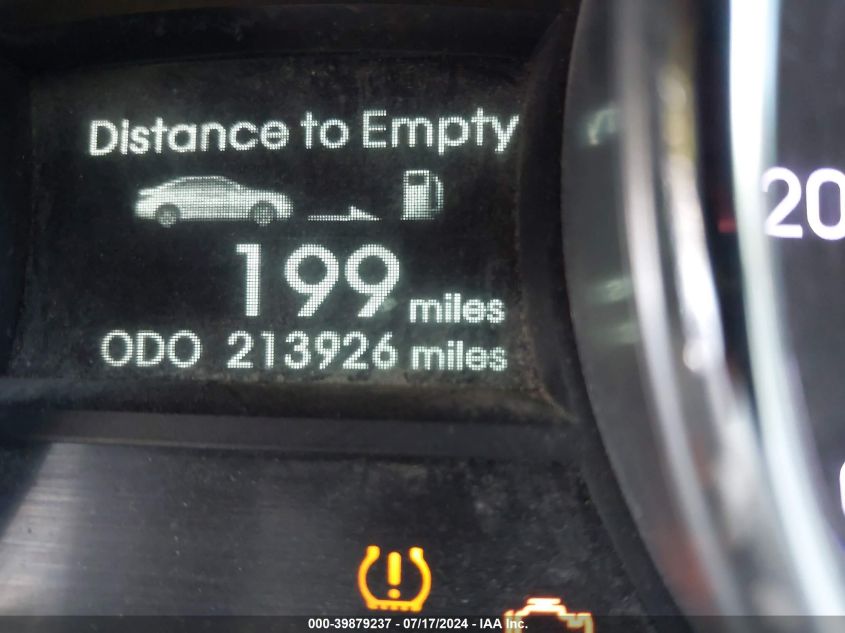 Distance to Empty
199 miles
ODO 213926 miles
20
000-39879237 - 07/17/2024 - IAA Inc.